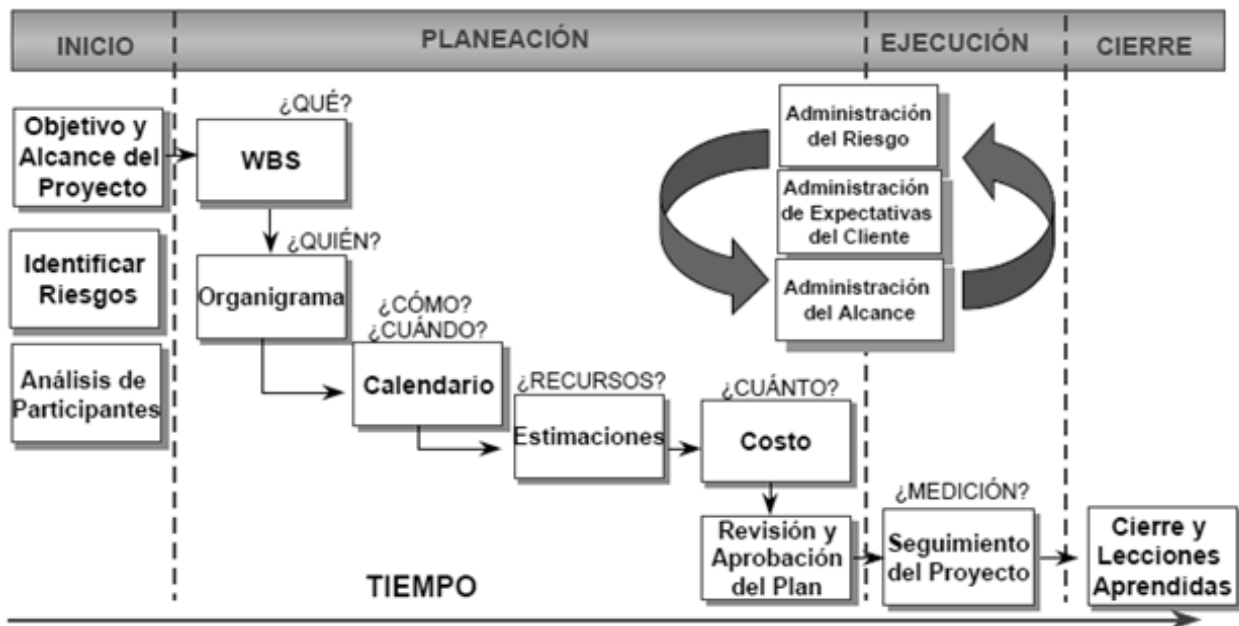 INICIO
PLANEACIÓN
EJECUCIÓN
CIERRE
Objetivo y
Alcance del
Proyecto
Identificar
Riesgos
Análisis de
Participantes
¿QUÉ?
WBS
¿QUIÉN?
Organigrama
¿CÓMO?
¿CUÁNDO?
Calendario
¿RECURSOS?
Estimaciones
¿CUÁNTO?
Costo
Revisión y
Aprobación
del Plan
Administración
del Riesgo
Administración
de Expectativas
del Cliente
Administración
del Alcance
¿MEDICIÓN?
Seguimiento
del Proyecto
Cierre y
Lecciones
Aprendidas
TIEMPO